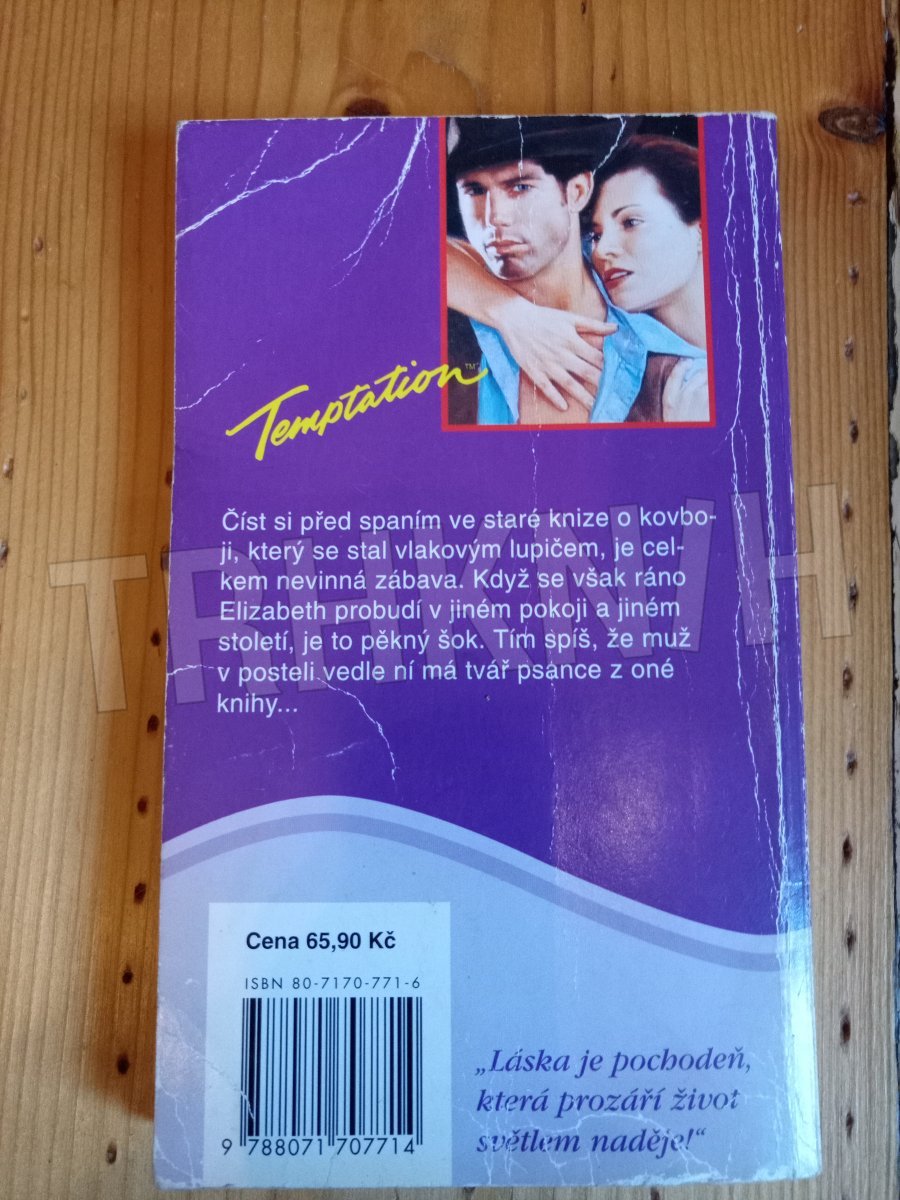 Temptation™
Číst si před spaním ve staré knize o kovbo-
ji, který se stal vlakovým lupičem, je cel-
kem nevinná zábava. Když se však ráno
Elizabeth probudí v jiném pokoji a jiném
století, je to pěkný šok. Tím spíš, že muž
v posteli vedle ní má tvář psance z oné
knihy...
TRHKNIH
Cena 65,90 Kč
ISBN 80-7170-771-6
9 788071 707714
„Láska je pochodeň,
která prozáří život
světlem naděje!“